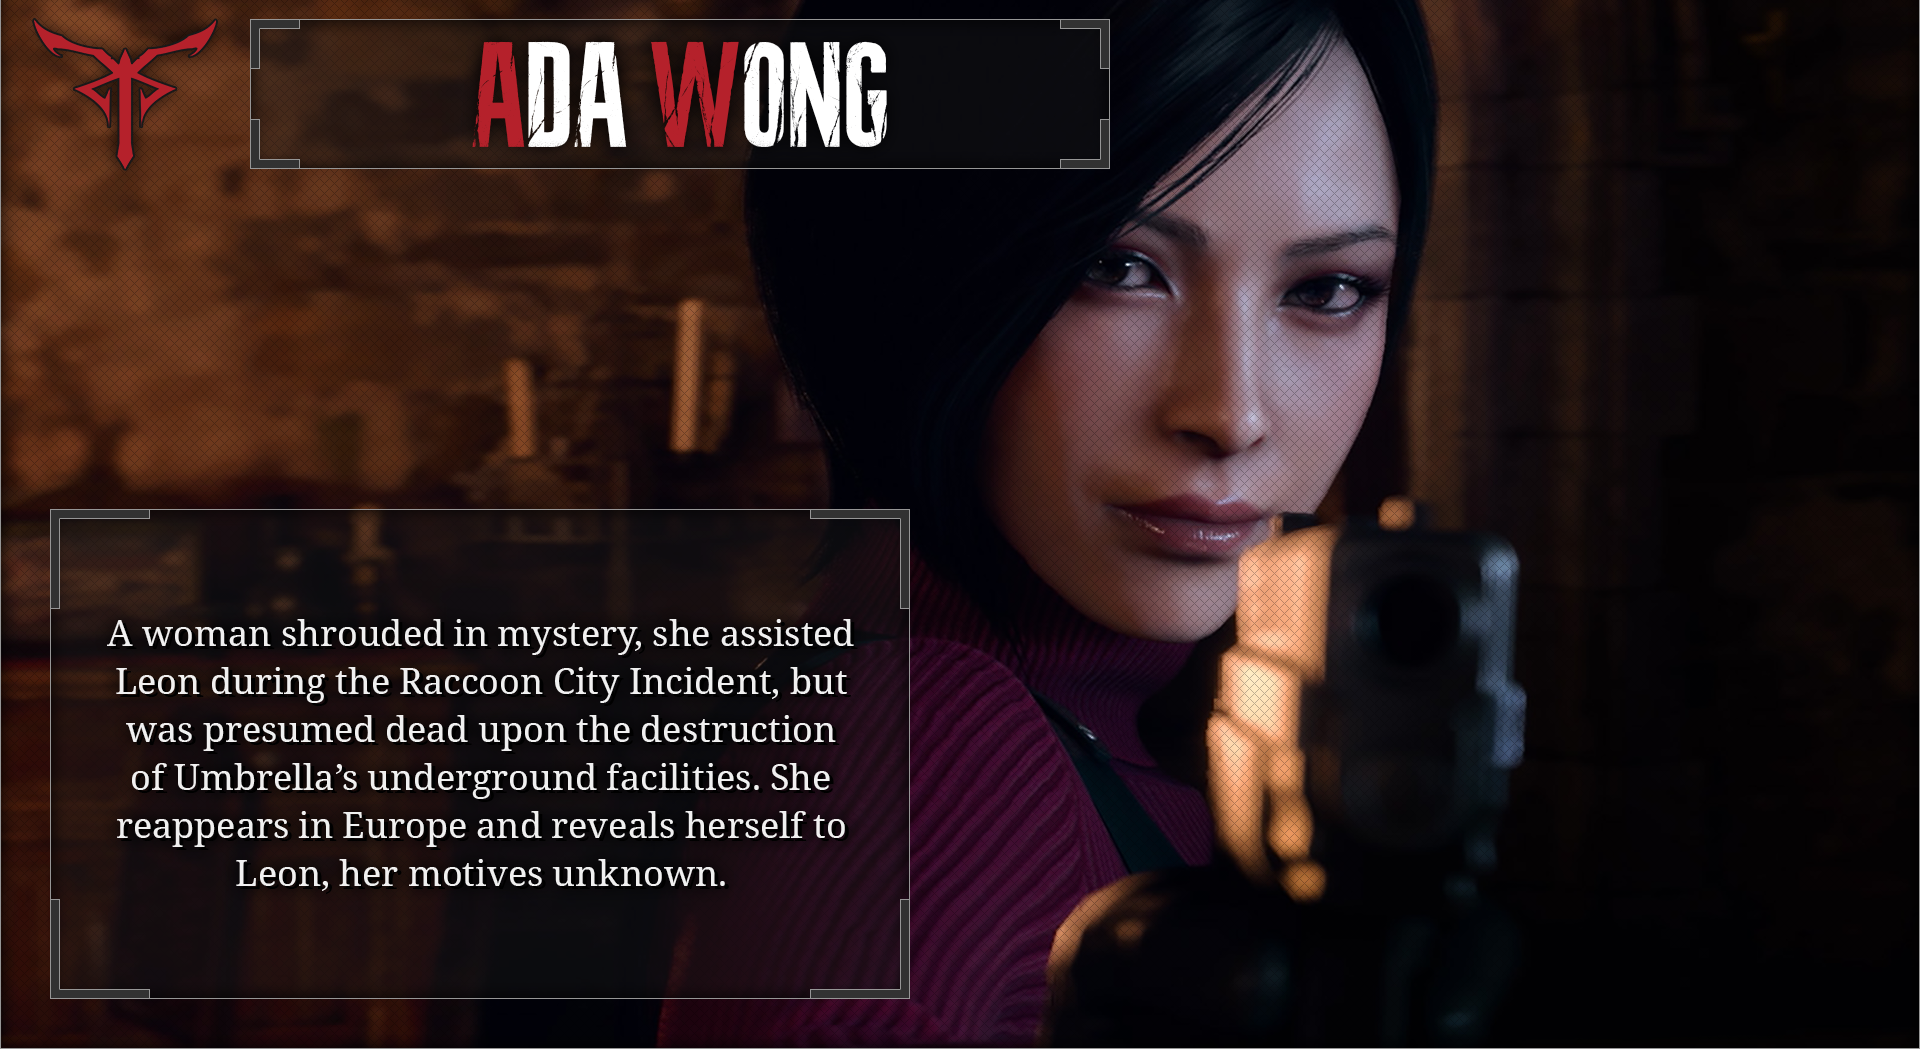 ADA WONG
A woman shrouded in mystery, she assisted
Leon during the Raccoon City Incident, but
was presumed dead upon the destruction
of Umbrella’s underground facilities. She
reappears in Europe and reveals herself to
Leon, her motives unknown.